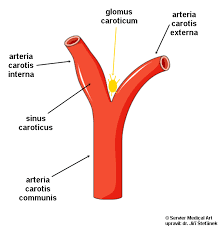 glomus
caroticum
arteria
carotis
externa
arteria
carotis
interna
sinus
caroticus
arteria
carotis
communis
© Servier Medical Art
upravil: dr. Jiří Štefánek